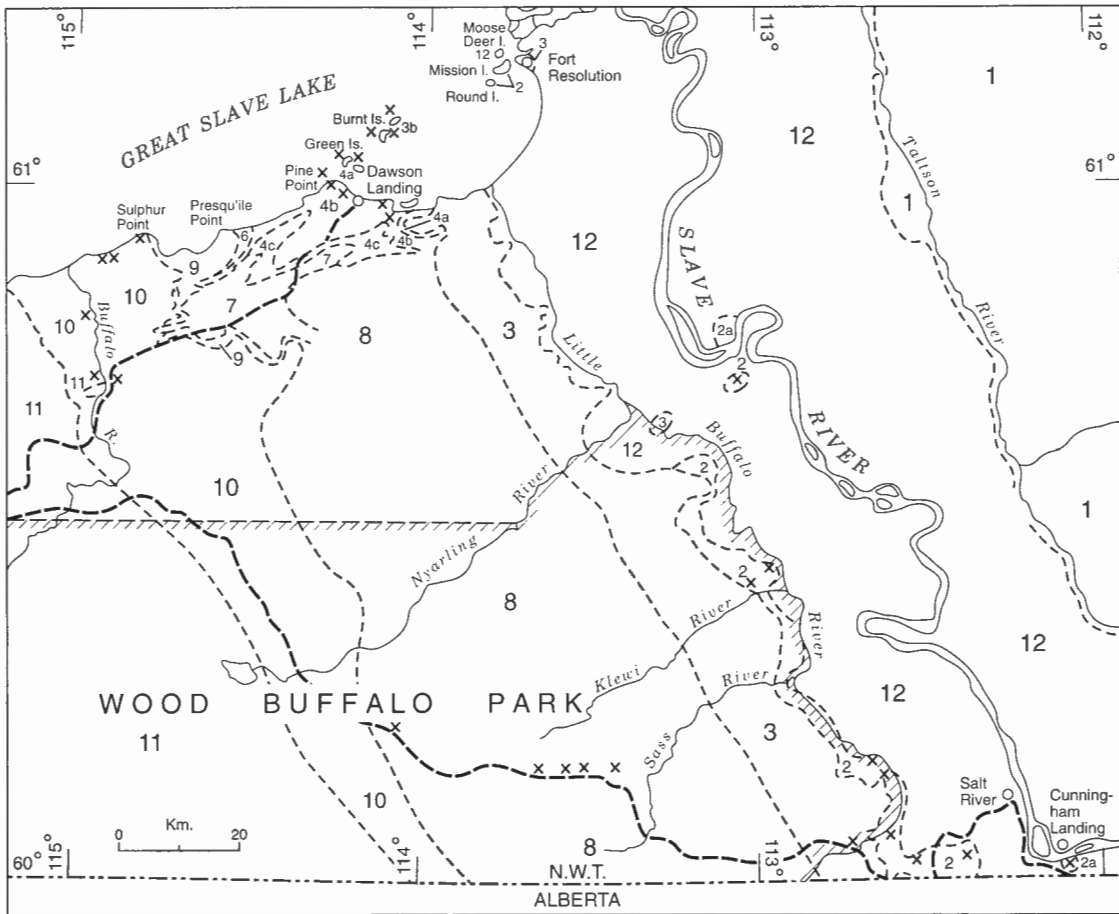 115°
114°
113°
112°
Moose
Deer I.
12
3
Fort
Resolution
Mission I.
2
Round I.
1
GREAT SLAVE LAKE
Burnt Is.
3b
12
Taltson
Green Is.
4a
61°
61°
Pine
Point
Dawson
Landing
4b
Sulphur
Point
Presqu'ile
Point
6
4c
4a
4c
4b
7
1
9
12
SLAVE
10
10
Buffalo
7
8
3
River
2a
9
Little
2
11
11
R.
3
Buffalo
RIVER
12
2
River
10
1
Nyarling
2
8
River
River
12
Klewi
River
WOOD BUFFALO PARK
12
11
3
Sass
2
Salt
River
Cunning-
ham
Landing
10
Km.
0 20
8
2
2a
60°
115°
114°
113°
N.W.T.
ALBERTA